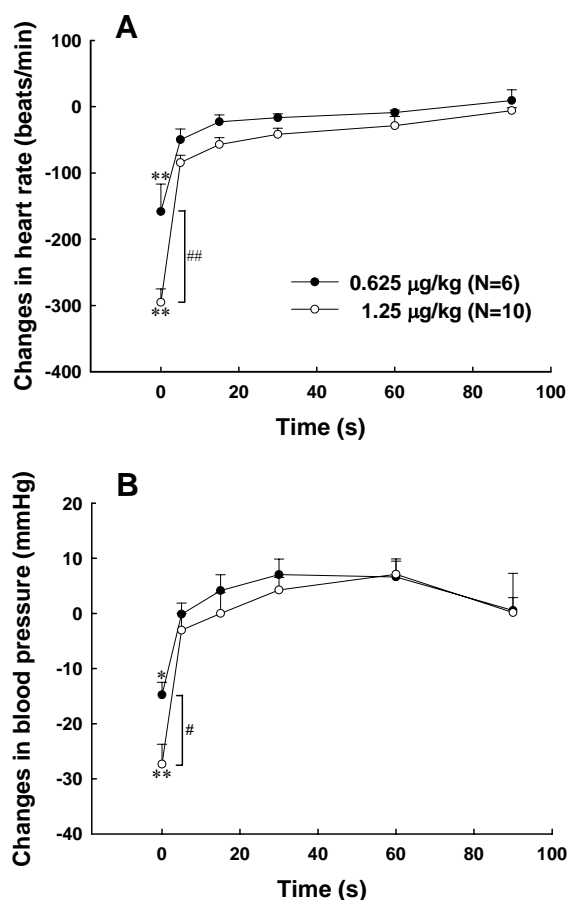 A
Changes in heart rate (beats/min)
100
0
-100
-200
-300
-400
**
**
##
0.625 μg/kg (N=6)
1.25 μg/kg (N=10)
0 20 40 60 80 100
Time (s)
B
Changes in blood pressure (mmHg)
20
10
0
-10
-20
-30
-40
*
**
#
0 20 40 60 80 100
Time (s)